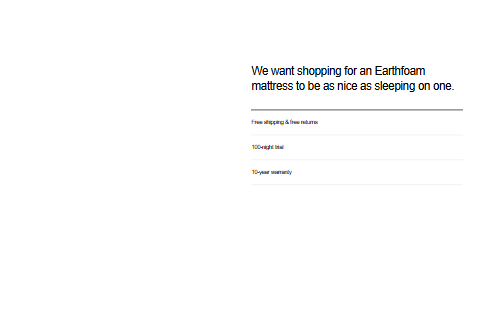 We want shopping for an Earthfoam
mattress to be as nice as sleeping on one.
Free shipping & free returns
100-night trial
10-year warranty